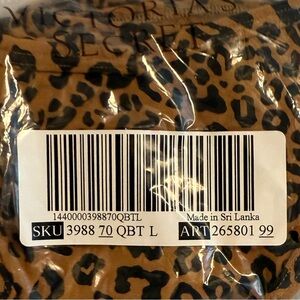 VICTORIA'S
SECRET
1440000398870QBTL Made in Sri Lanka
SKU 3988 70 QBT L ART 265801 99